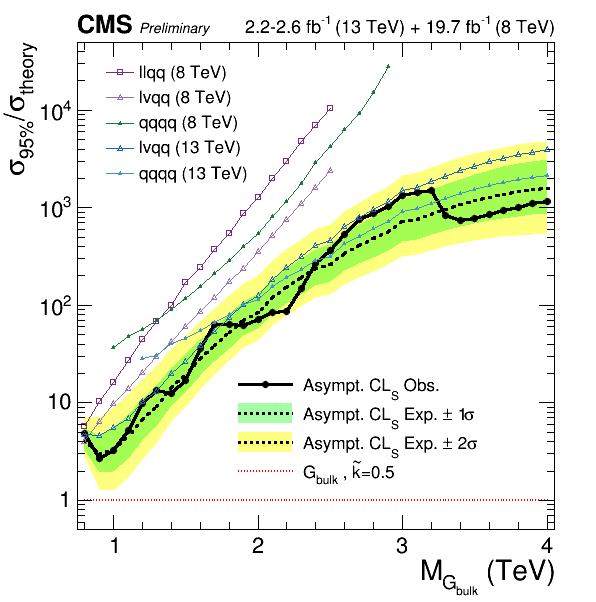 CMS Preliminary 2.2-2.6 fb⁻¹ (13 TeV) + 19.7 fb⁻¹ (8 TeV)
σ95%/σtheory
llqq (8 TeV)
lνqq (8 TeV)
qqqq (8 TeV)
lνqq (13 TeV)
qqqq (13 TeV)
10⁴
10³
10²
10
1
Asympt. CLS Obs.
Asympt. CLS Exp. ± 1σ
Asympt. CLS Exp. ± 2σ
Gbulk , k̃=0.5
1 2 3 4
MGbulk (TeV)